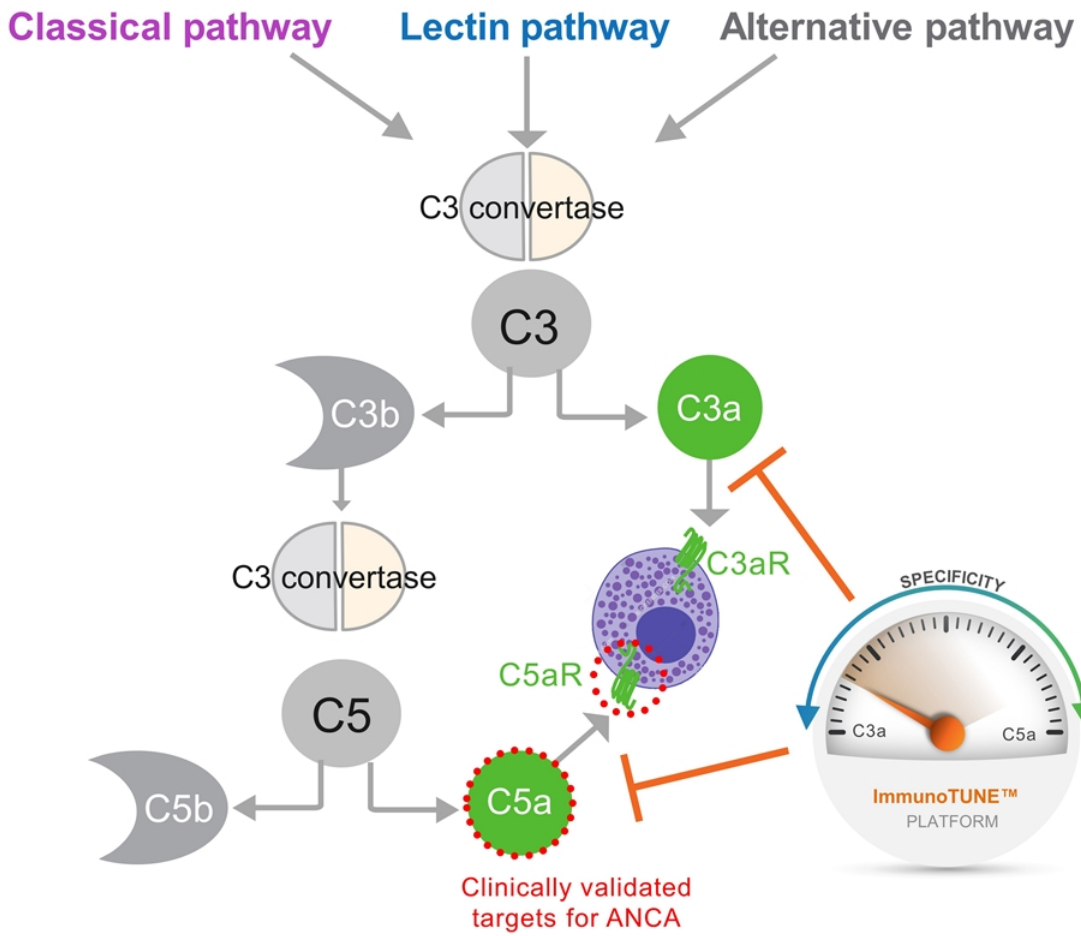 Classical pathway
Lectin pathway
Alternative pathway
C3 convertase
C3
C3b
C3a
C3aR
C3 convertase
SPECIFICITY
C5aR
C5
C3a
C5a
C5b
C5a
ImmunoTUNE™
PLATFORM
Clinically validated
targets for ANCA